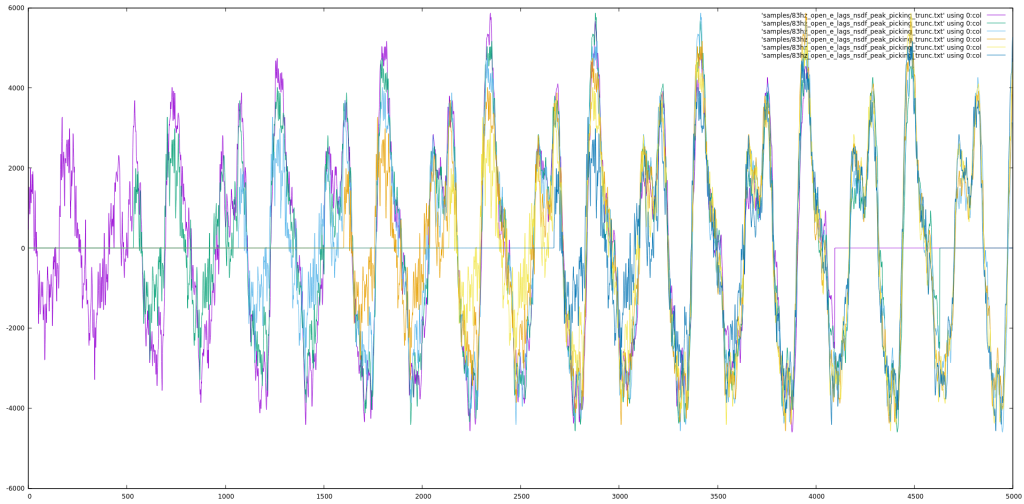 6000
'samples/83hz_open_e_lags_nsdf_peak_picking_trunc.txt' using 0:col
'samples/83hz_open_e_lags_nsdf_peak_picking_trunc.txt' using 0:col
'samples/83hz_open_e_lags_nsdf_peak_picking_trunc.txt' using 0:col
'samples/83hz_open_e_lags_nsdf_peak_picking_trunc.txt' using 0:col
'samples/83hz_open_e_lags_nsdf_peak_picking_trunc.txt' using 0:col
'samples/83hz_open_e_lags_nsdf_peak_picking_trunc.txt' using 0:col
4000
2000
0
-2000
-4000
-6000
0 500 1000 1500 2000 2500 3000 3500 4000 4500 5000